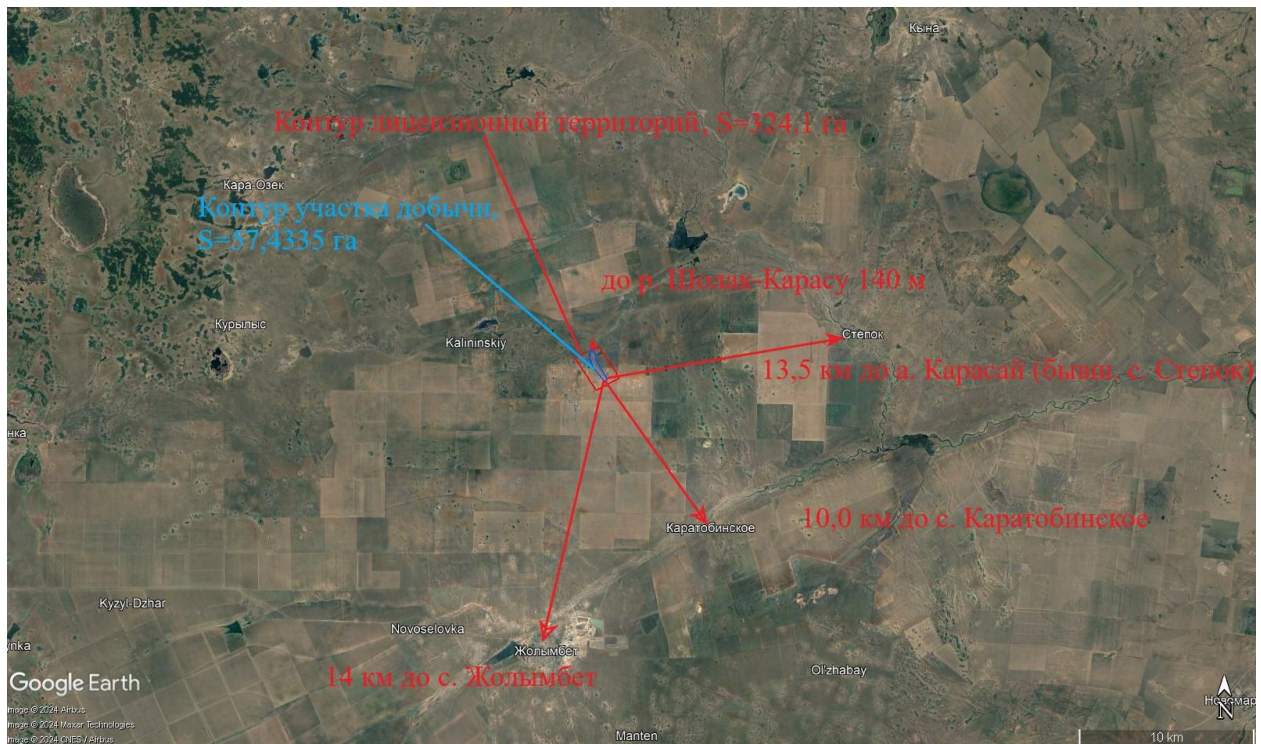 Кына
Контур лицензионной территорий, S=324,1 га
Кара-Озек
Контур участка добычи,
S=37,4335 га
до р. Шолак-Карасу 140 м
Курылыс
Kalininskiy
Степок
13,5 км до а. Карасай (бывш. с. Степок)
нка
10,0 км до с. Каратобинское
Каратобинское
Kyzyl-Dzhar
Novoselovka
ynka
Жолымбет
14 км до с. Жолымбет
Ol'zhabay
Google Earth
Новомар
N
Image © 2024 Airbus
Image © 2024 Maxar Technologies
Image © 2024 CNES / Airbus
Manten
10 km